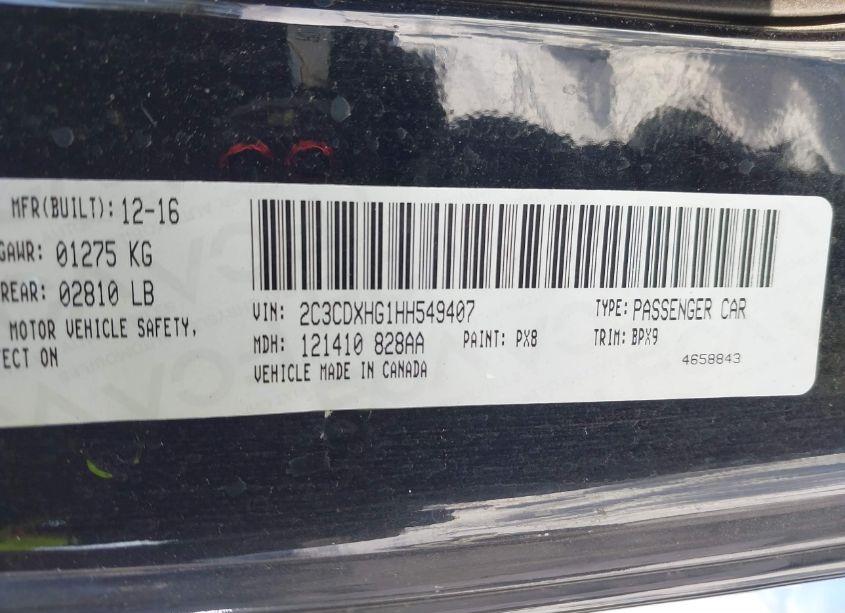 MFR(BUILT): 12-16
GAWR: 01275 KG
REAR: 02810 LB
MOTOR VEHICLE SAFETY,
ECT ON
VIN: 2C3CDXHG1HH549407
TYPE: PASSENGER CAR
MDH: 121410 828AA
PAINT: PX8
TRIM: BPX9
VEHICLE MADE IN CANADA
4658843